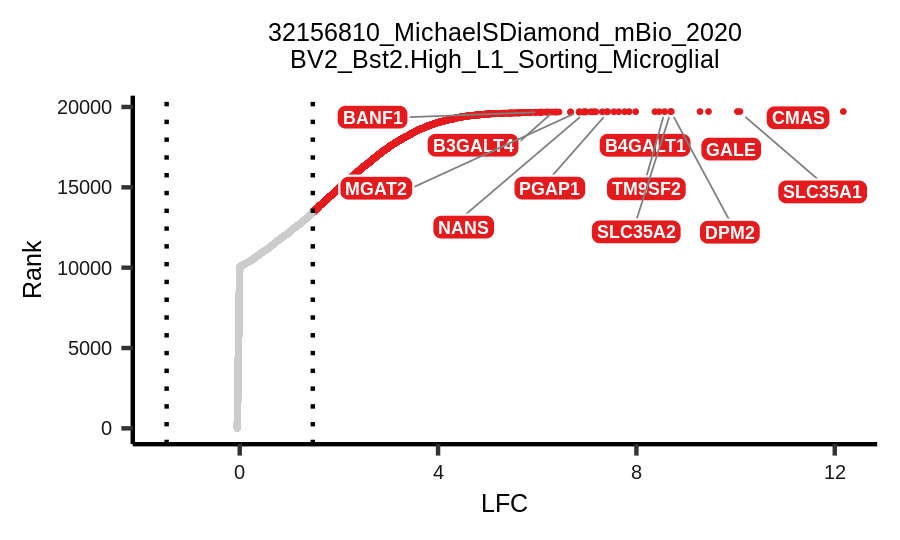 32156810_MichaelSDiamond_mBio_2020
BV2_Bst2.High_L1_Sorting_Microglial
20000
15000
10000
5000
0
Rank
BANF1
CMAS
B3GALT4
B4GALT1
GALE
MGAT2
PGAP1
TM9SF2
SLC35A1
NANS
SLC35A2
DPM2
0
4
8
12
LFC